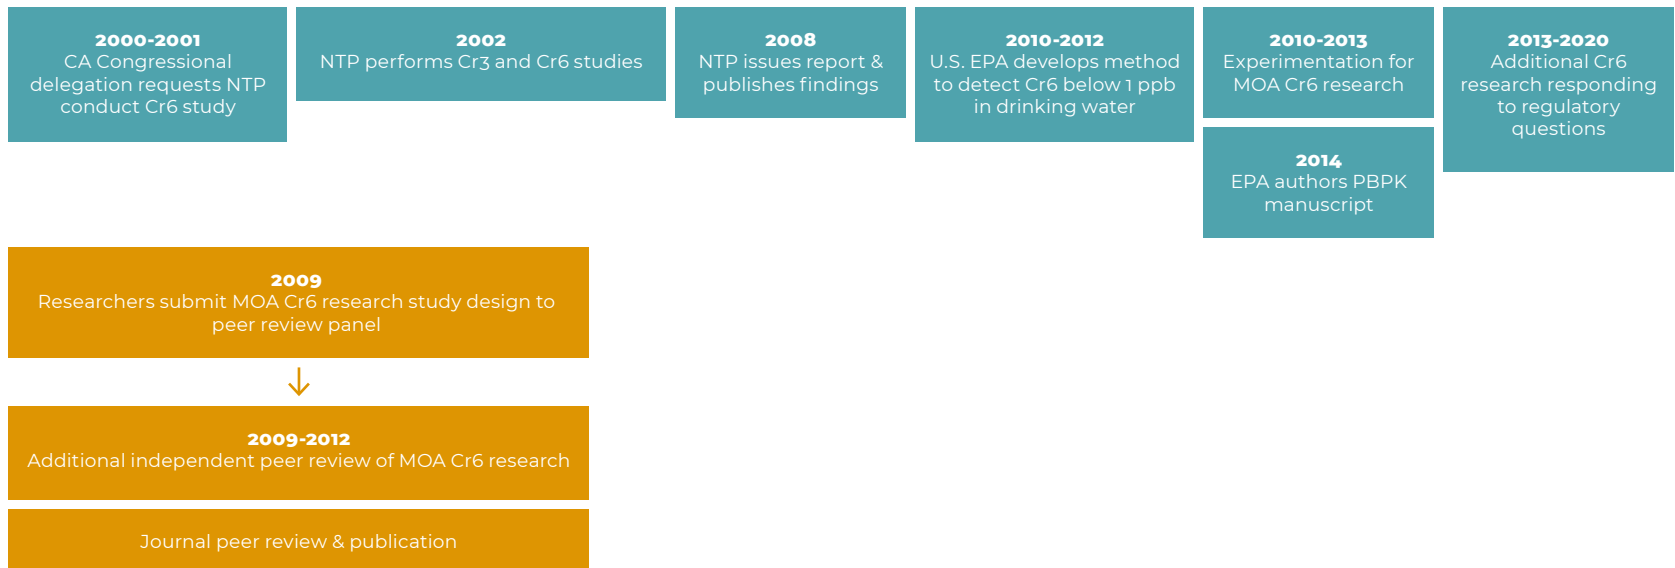 2000-2001
CA Congressional
delegation requests NTP
conduct Cr6 study
2002
NTP performs Cr3 and Cr6 studies
2008
NTP issues report &
publishes findings
2010-2012
U.S. EPA develops method
to detect Cr6 below 1 ppb
in drinking water
2010-2013
Experimentation for
MOA Cr6 research
2014
EPA authors PBPK
manuscript
2013-2020
Additional Cr6
research responding
to regulatory
questions
2009
Researchers submit MOA Cr6 research study design to
peer review panel
2009-2012
Additional independent peer review of MOA Cr6 research
Journal peer review & publication